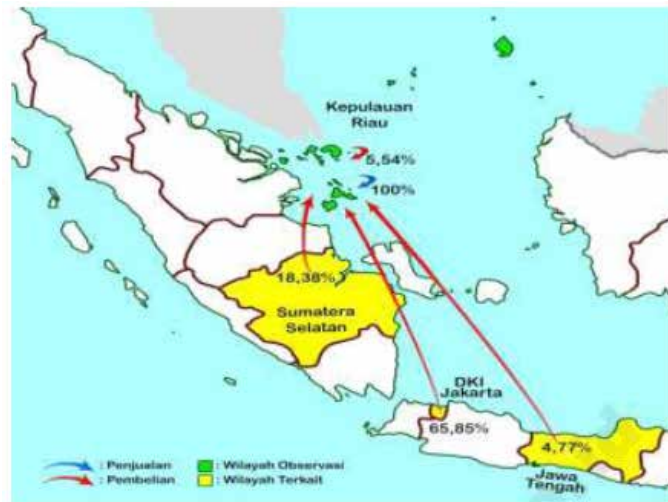 Kepulauan
Riau
5,54%
100%
18,38%
Sumatera
Selatan
DKI
Jakarta
65,85%
4,77%
Jawa
Tengah
: Penjualan
: Wilayah Observasi
: Pembelian
: Wilayah Terkait